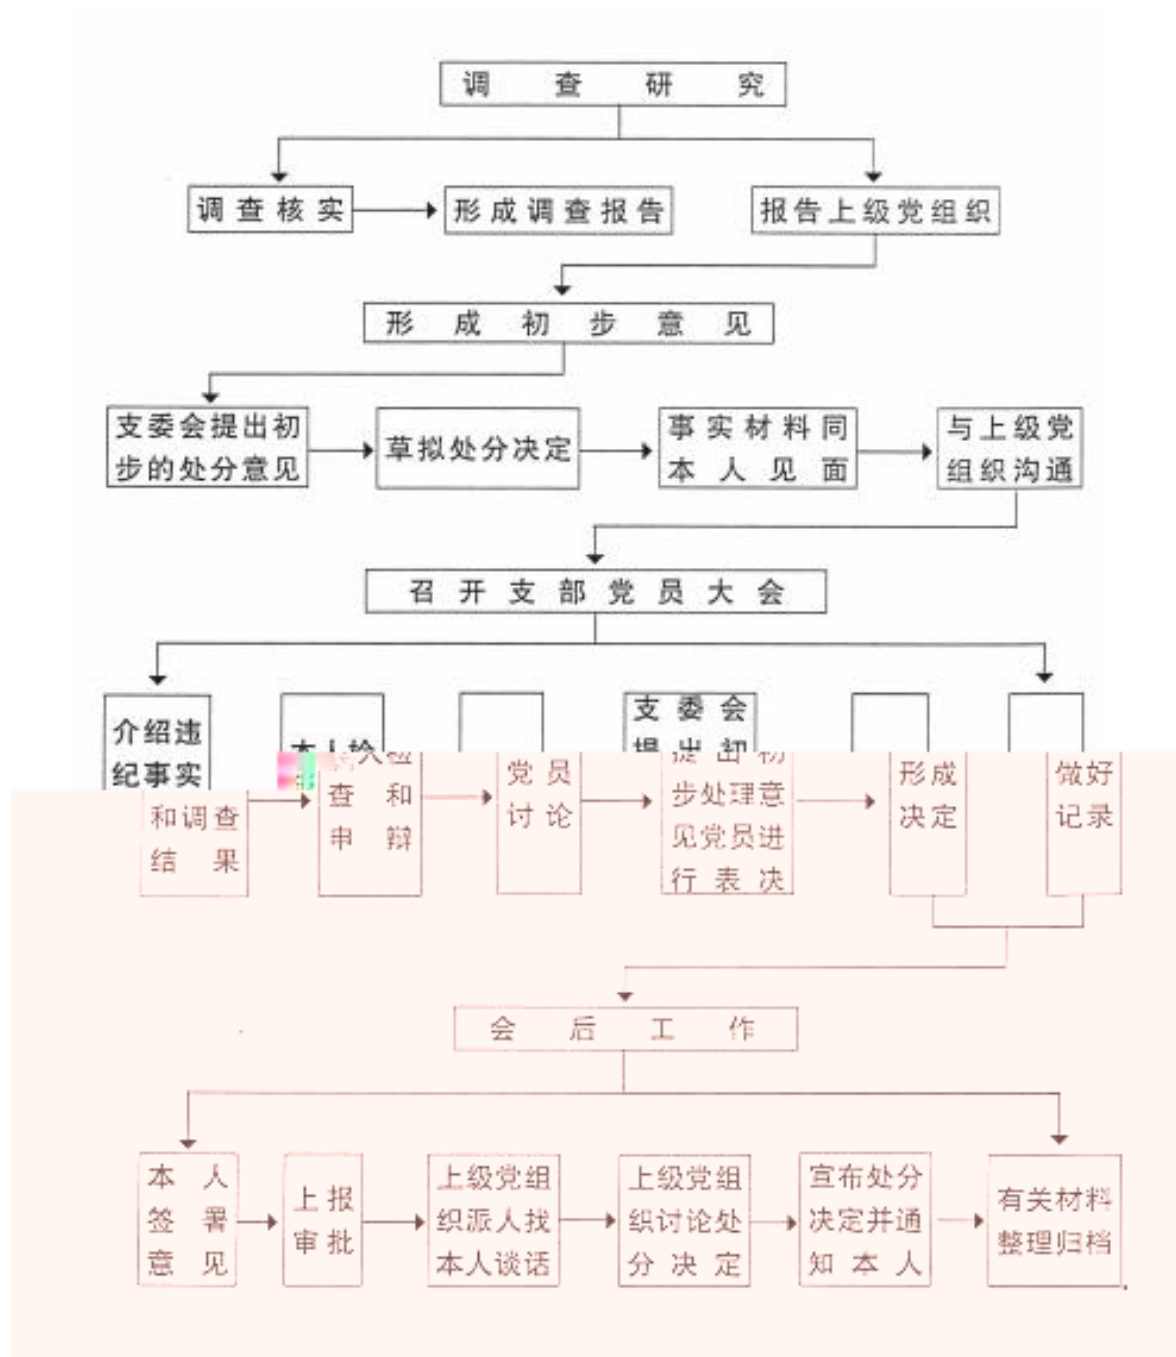 调查研究
调查核实
形成调查报告
报告上级党组织
形成初步意见
支委会提出初
步的处分意见
草拟处分决定
事实材料同
本人见面
与上级党
组织沟通
召开支部党员大会
介绍违
纪事实
和调查
结果
本人检
查和
申辩
党员
讨论
支委会
提出初
步处理意
见党员进
行表决
形成
决定
做好
记录
会后工作
本人
签署
意见
上报
审批
上级党组
织派人找
本人谈话
上级党组
织讨论处
分决定
宣布处分
决定并通
知本人
有关材料
整理归档